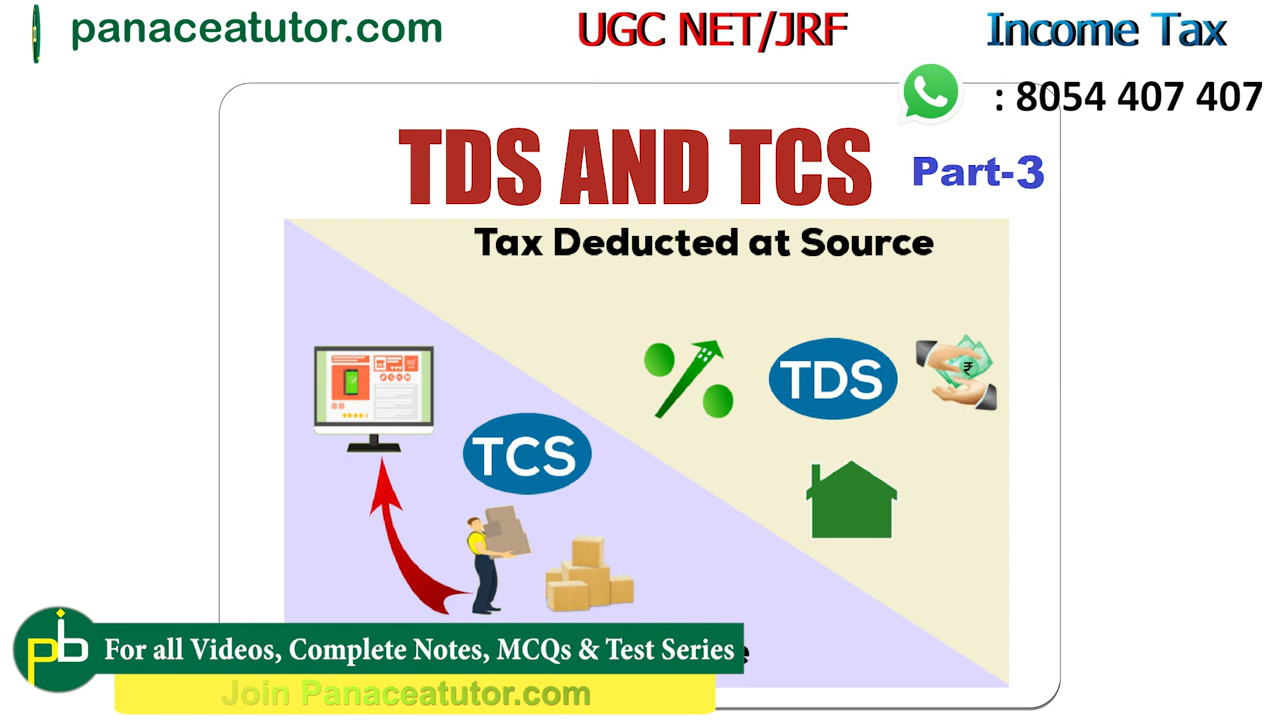 panaceatutor.com
UGC NET/JRF
Income Tax
: 8054 407 407
TDS AND TCS
Part-3
Tax Deducted at Source
TDS
₹
TCS
pib
For all Videos, Complete Notes, MCQs & Test Series
Join Panaceatutor.com